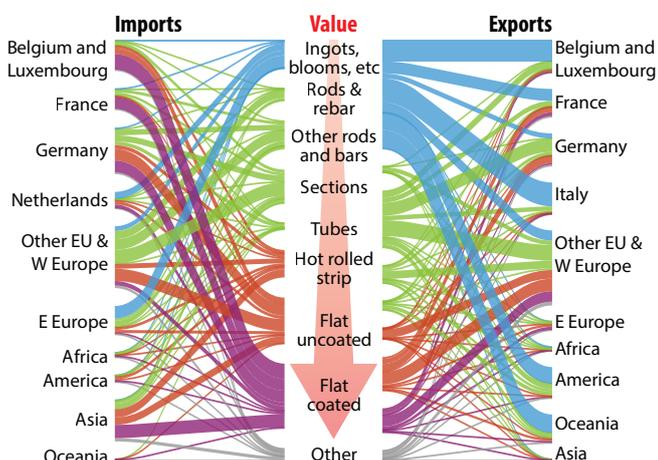 Imports
Value
Exports
Belgium and
Luxembourg
France
Germany
Netherlands
Other EU &
W Europe
E Europe
Africa
America
Asia
Oceania
Ingots,
blooms, etc
Rods &
rebar
Other rods
and bars
Sections
Tubes
Hot rolled
strip
Flat
uncoated
Flat
coated
Other
Belgium and
Luxembourg
France
Germany
Italy
Other EU &
W Europe
E Europe
Africa
America
Oceania
Asia